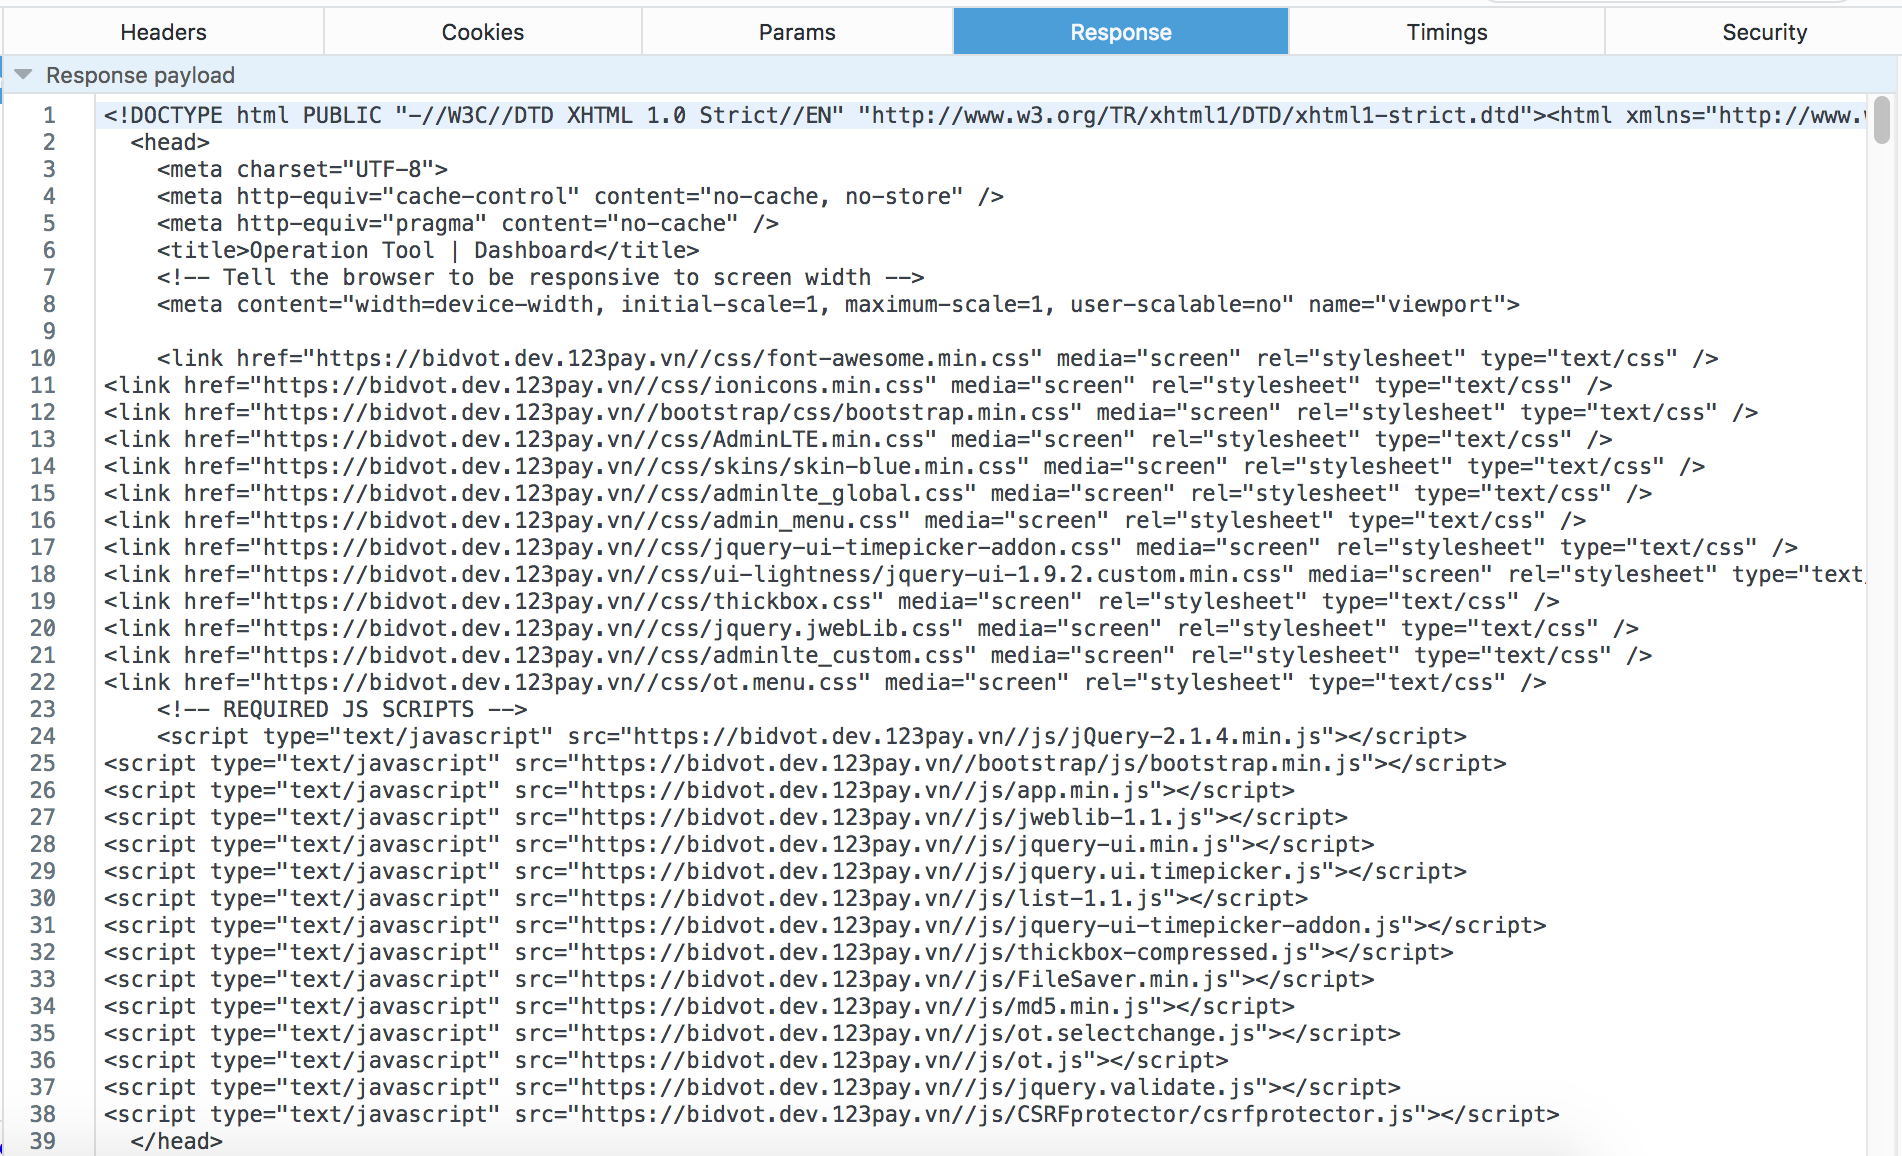 Headers Cookies Params Response Timings Security
Response payload
1 <!DOCTYPE html PUBLIC "-//W3C//DTD XHTML 1.0 Strict//EN" "http://www.w3.org/TR/xhtml1/DTD/xhtml1-strict.dtd"><html xmlns="http://www.
2 <head>
3 <meta charset="UTF-8">
4 <meta http-equiv="cache-control" content="no-cache, no-store" />
5 <meta http-equiv="pragma" content="no-cache" />
6 <title>Operation Tool | Dashboard</title>
7 <!-- Tell the browser to be responsive to screen width -->
8 <meta content="width=device-width, initial-scale=1, maximum-scale=1, user-scalable=no" name="viewport">
9
10 <link href="https://bidvot.dev.123pay.vn//css/font-awesome.min.css" media="screen" rel="stylesheet" type="text/css" />
11 <link href="https://bidvot.dev.123pay.vn//css/ionicons.min.css" media="screen" rel="stylesheet" type="text/css" />
12 <link href="https://bidvot.dev.123pay.vn//bootstrap/css/bootstrap.min.css" media="screen" rel="stylesheet" type="text/css" />
13 <link href="https://bidvot.dev.123pay.vn//css/AdminLTE.min.css" media="screen" rel="stylesheet" type="text/css" />
14 <link href="https://bidvot.dev.123pay.vn//css/skins/skin-blue.min.css" media="screen" rel="stylesheet" type="text/css" />
15 <link href="https://bidvot.dev.123pay.vn//css/adminlte_global.css" media="screen" rel="stylesheet" type="text/css" />
16 <link href="https://bidvot.dev.123pay.vn//css/admin_menu.css" media="screen" rel="stylesheet" type="text/css" />
17 <link href="https://bidvot.dev.123pay.vn//css/jquery-ui-timepicker-addon.css" media="screen" rel="stylesheet" type="text/css" />
18 <link href="https://bidvot.dev.123pay.vn//css/ui-lightness/jquery-ui-1.9.2.custom.min.css" media="screen" rel="stylesheet" type="text
19 <link href="https://bidvot.dev.123pay.vn//css/thickbox.css" media="screen" rel="stylesheet" type="text/css" />
20 <link href="https://bidvot.dev.123pay.vn//css/jquery.jwebLib.css" media="screen" rel="stylesheet" type="text/css" />
21 <link href="https://bidvot.dev.123pay.vn//css/adminlte_custom.css" media="screen" rel="stylesheet" type="text/css" />
22 <link href="https://bidvot.dev.123pay.vn//css/ot.menu.css" media="screen" rel="stylesheet" type="text/css" />
23 <!-- REQUIRED JS SCRIPTS -->
24 <script type="text/javascript" src="https://bidvot.dev.123pay.vn//js/jQuery-2.1.4.min.js"></script>
25 <script type="text/javascript" src="https://bidvot.dev.123pay.vn//bootstrap/js/bootstrap.min.js"></script>
26 <script type="text/javascript" src="https://bidvot.dev.123pay.vn//js/app.min.js"></script>
27 <script type="text/javascript" src="https://bidvot.dev.123pay.vn//js/jweblib-1.1.js"></script>
28 <script type="text/javascript" src="https://bidvot.dev.123pay.vn//js/jquery-ui.min.js"></script>
29 <script type="text/javascript" src="https://bidvot.dev.123pay.vn//js/jquery.ui.timepicker.js"></script>
30 <script type="text/javascript" src="https://bidvot.dev.123pay.vn//js/list-1.1.js"></script>
31 <script type="text/javascript" src="https://bidvot.dev.123pay.vn//js/jquery-ui-timepicker-addon.js"></script>
32 <script type="text/javascript" src="https://bidvot.dev.123pay.vn//js/thickbox-compressed.js"></script>
33 <script type="text/javascript" src="https://bidvot.dev.123pay.vn//js/FileSaver.min.js"></script>
34 <script type="text/javascript" src="https://bidvot.dev.123pay.vn//js/md5.min.js"></script>
35 <script type="text/javascript" src="https://bidvot.dev.123pay.vn//js/ot.selectchange.js"></script>
36 <script type="text/javascript" src="https://bidvot.dev.123pay.vn//js/ot.js"></script>
37 <script type="text/javascript" src="https://bidvot.dev.123pay.vn//js/jquery.validate.js"></script>
38 <script type="text/javascript" src="https://bidvot.dev.123pay.vn//js/CSRFprotector/csrfprotector.js"></script>
39 </head>